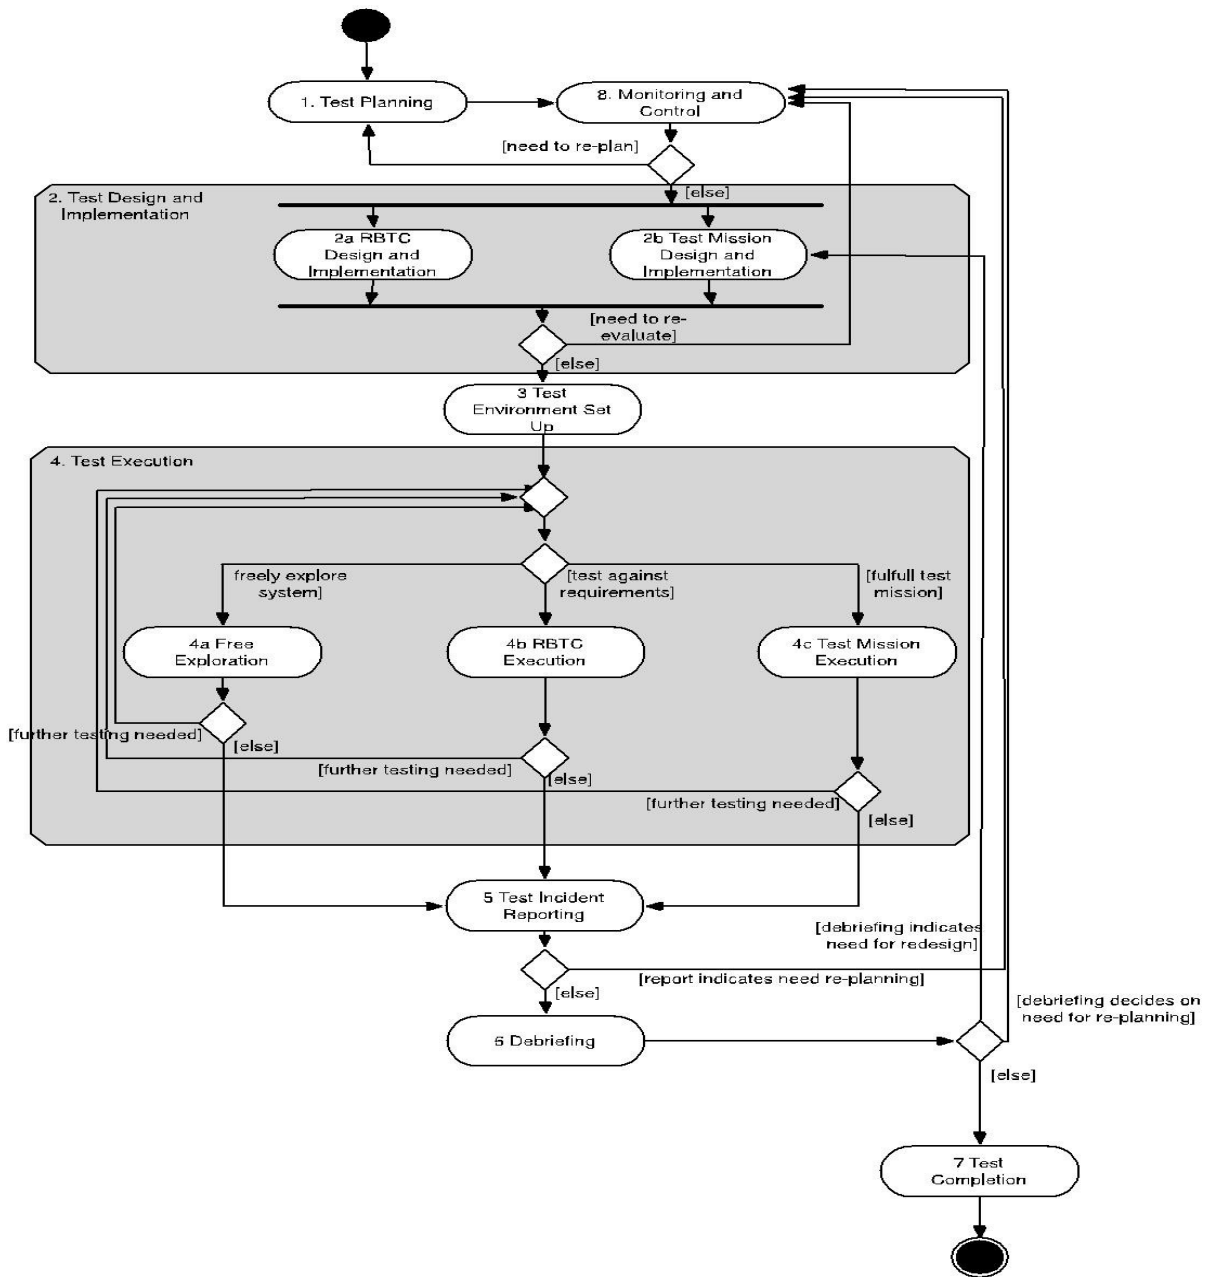 1. Test Planning
8. Monitoring and
Control
[need to re-plan]
[else]
2. Test Design and
Implementation
2a RBTC
Design and
Implementation
2b Test Mission
Design and
Implementation
[need to re-
evaluate]
[else]
3 Test
Environment Set
Up
4. Test Execution
freely explore
system]
[test against
requirements]
[fulfull test
mission]
4a Free
Exploration
4b RBTC
Execution
4c Test Mission
Execution
[further testing needed]
[else]
[further testing needed]
[else]
[further testing needed]
[else]
5 Test Incident
Reporting
[debriefing indicates
need for redesign]
[report indicates need re-planning]
[else]
[debriefing decides on
need for re-planning]
6 Debriefing
[else]
7 Test
Completion